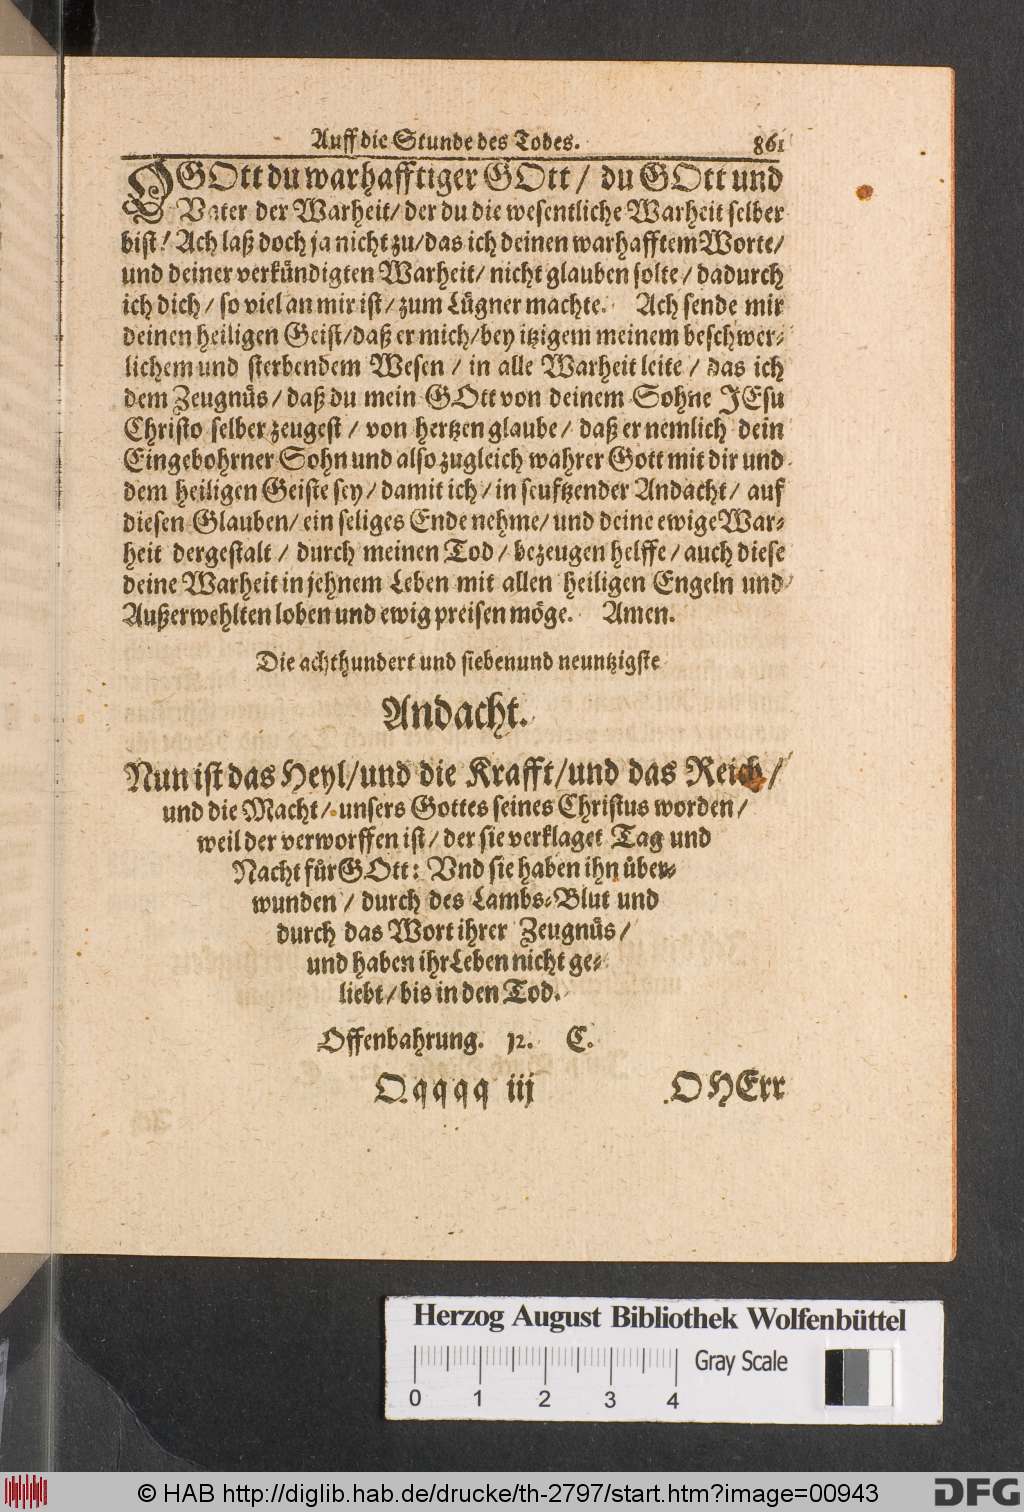 Auff die Stunde des Todes. 861
O GOtt du warhafftiger GOtt / du GOtt und
Vater der Warheit/ der du die wesentliche Warheit selber
bist! Ach laß doch ja nicht zu/das ich deinen warhafftem Worte/
und deiner verkündigten Warheit/ nicht glauben solte/ dadurch
ich dich / so viel an mir ist / zum Lügner machte. Ach sende mir
deinen heiligen Geist/daß er mich/bey itzigem meinem beschwer-
lichem und sterbendem Wesen / in alle Warheit leite / das ich
dem Zeugnüs / daß du mein GOtt von deinem Sohne JEsu
Christo selber zeugest / von hertzen glaube / daß er nemlich dein
Eingebohrner Sohn und also zugleich wahrer Gott mit dir und
dem heiligen Geiste sey / damit ich / in seufftzender Andacht / auf
diesen Glauben/ ein seliges Ende nehme/ und deine ewige War-
heit dergestalt / durch meinen Tod / bezeugen helffe / auch diese
deine Warheit in jehnem Leben mit allen heiligen Engeln und
Außerwehlten loben und ewig preisen möge. Amen.
Die achthundert und siebenund neuntzigste
Andacht.
Nun ist das Heyl/und die Krafft/und das Reich/
und die Macht/ unsers Gottes seines Christus worden/
weil der verworffen ist / der sie verklaget Tag und
Nacht für GOtt: Vnd sie haben ihn über-
wunden / durch des Lambs-Blut und
durch das Wort ihrer Zeugnüs /
und haben ihr Leben nicht ge-
liebt / bis in den Tod.
Offenbahrung. 12. C.
Qqqqq iij O HErr
Herzog August Bibliothek Wolfenbüttel
0 1 2 3 4 Gray Scale
© HAB http://diglib.hab.de/drucke/th-2797/start.htm?image=00943 DFG